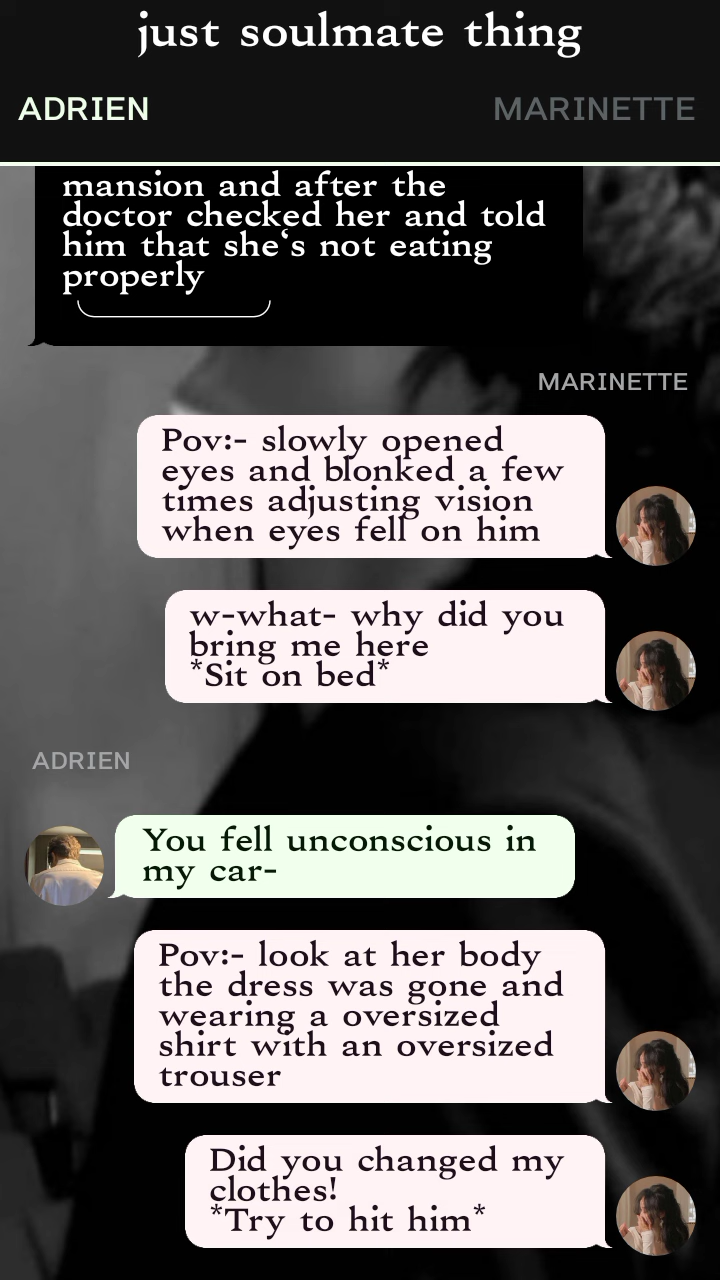 just soulmate thing
ADRIEN MARINETTE
mansion and after the
doctor checked her and told
him that she‘s not eating
properly
MARINETTE
Pov:- slowly opened
eyes and blonked a few
times adjusting vision
when eyes fell on him
w-what- why did you
bring me here
*Sit on bed*
ADRIEN
You fell unconscious in
my car-
Pov:- look at her body
the dress was gone and
wearing a oversized
shirt with an oversized
trouser
Did you changed my
clothes!
*Try to hit him*